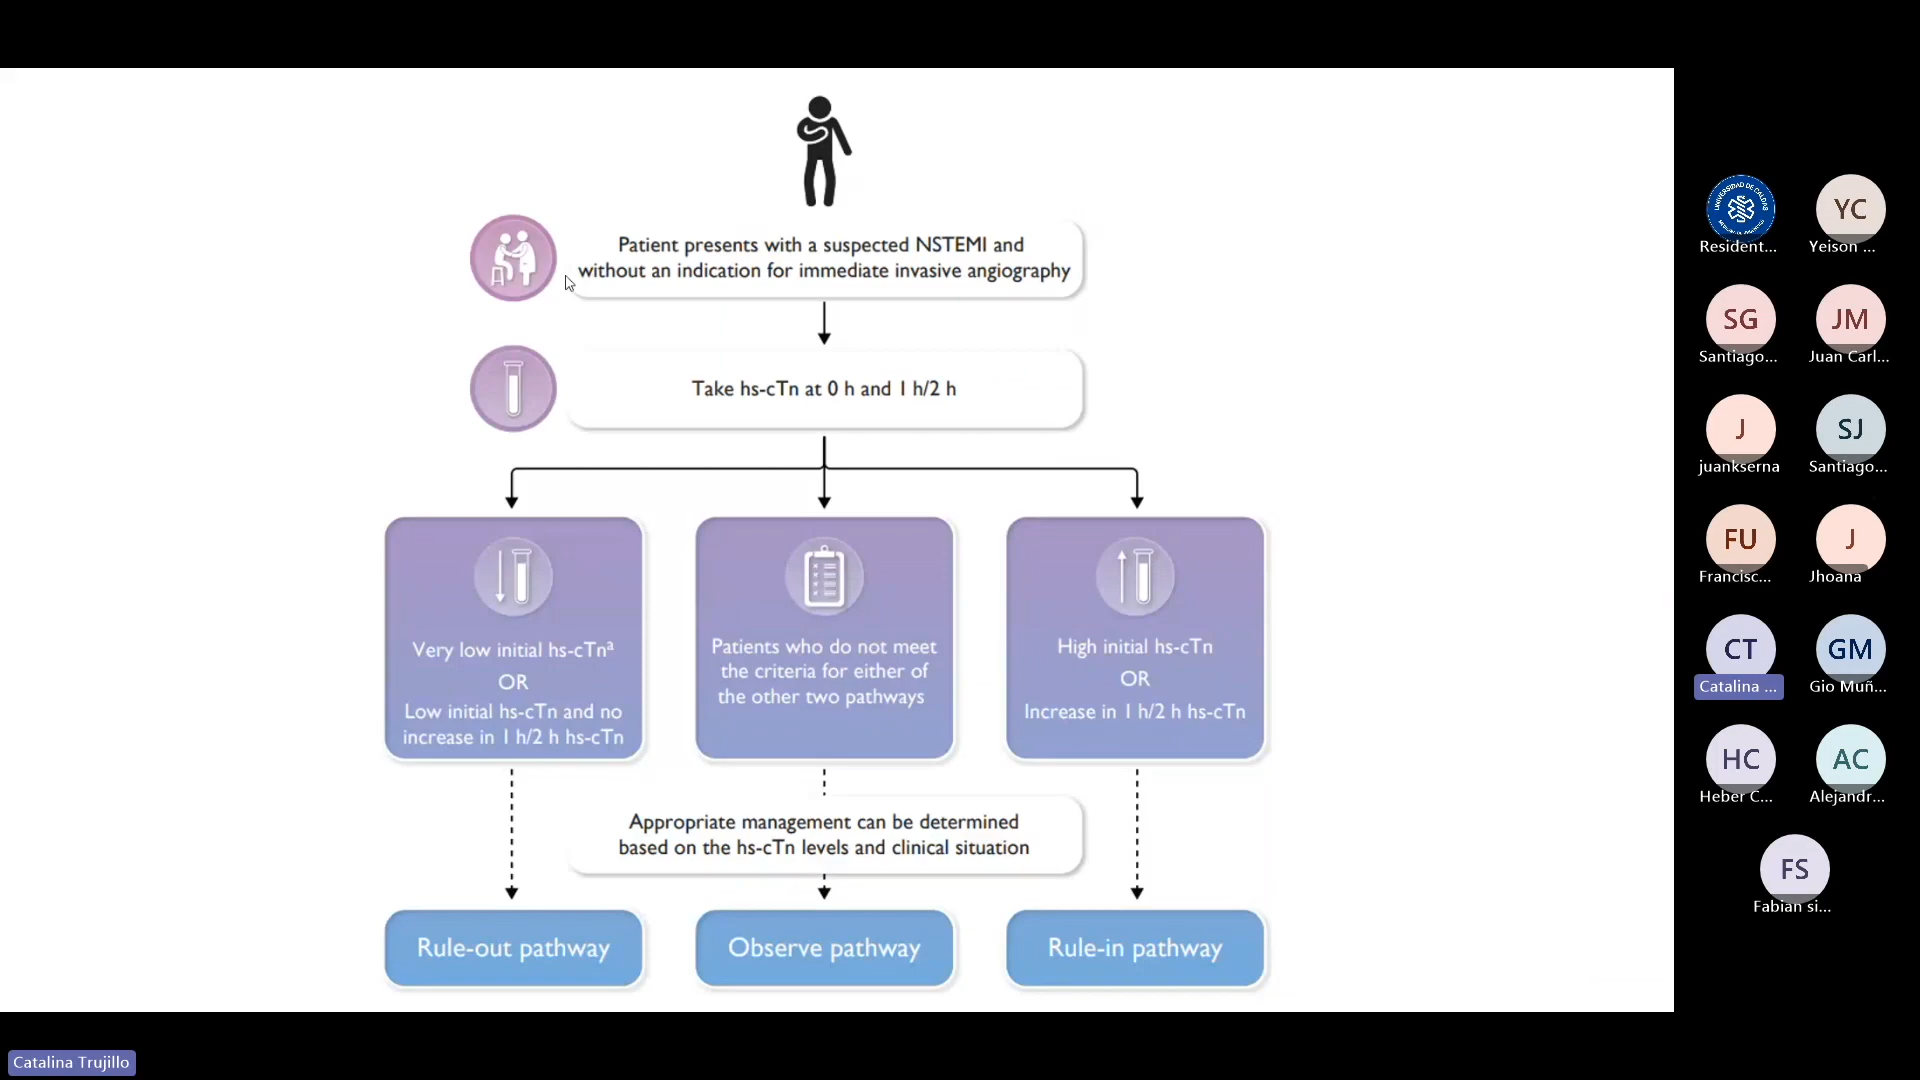 Patient presents with a suspected NSTEMI and
without an indication for immediate invasive angiography
Take hs-cTn at 0 h and 1 h/2 h
Very low initial hs-cTnᵃ
OR
Low initial hs-cTn and no
increase in 1 h/2 h hs-cTn
Patients who do not meet
the criteria for either of
the other two pathways
High initial hs-cTn
OR
Increase in 1 h/2 h hs-cTn
Appropriate management can be determined
based on the hs-cTn levels and clinical situation
Rule-out pathway
Observe pathway
Rule-in pathway
UNIVERSIDAD DE CALDAS
Resident...
YC
Yeison ...
SG
Santiago...
JM
Juan Carl...
J
juankserna
SJ
Santiago...
FU
Francisc...
J
Jhoana
CT
Catalina ...
GM
Gio Muñ...
HC
Heber C...
AC
Alejandr...
FS
Fabian si...
Catalina Trujillo